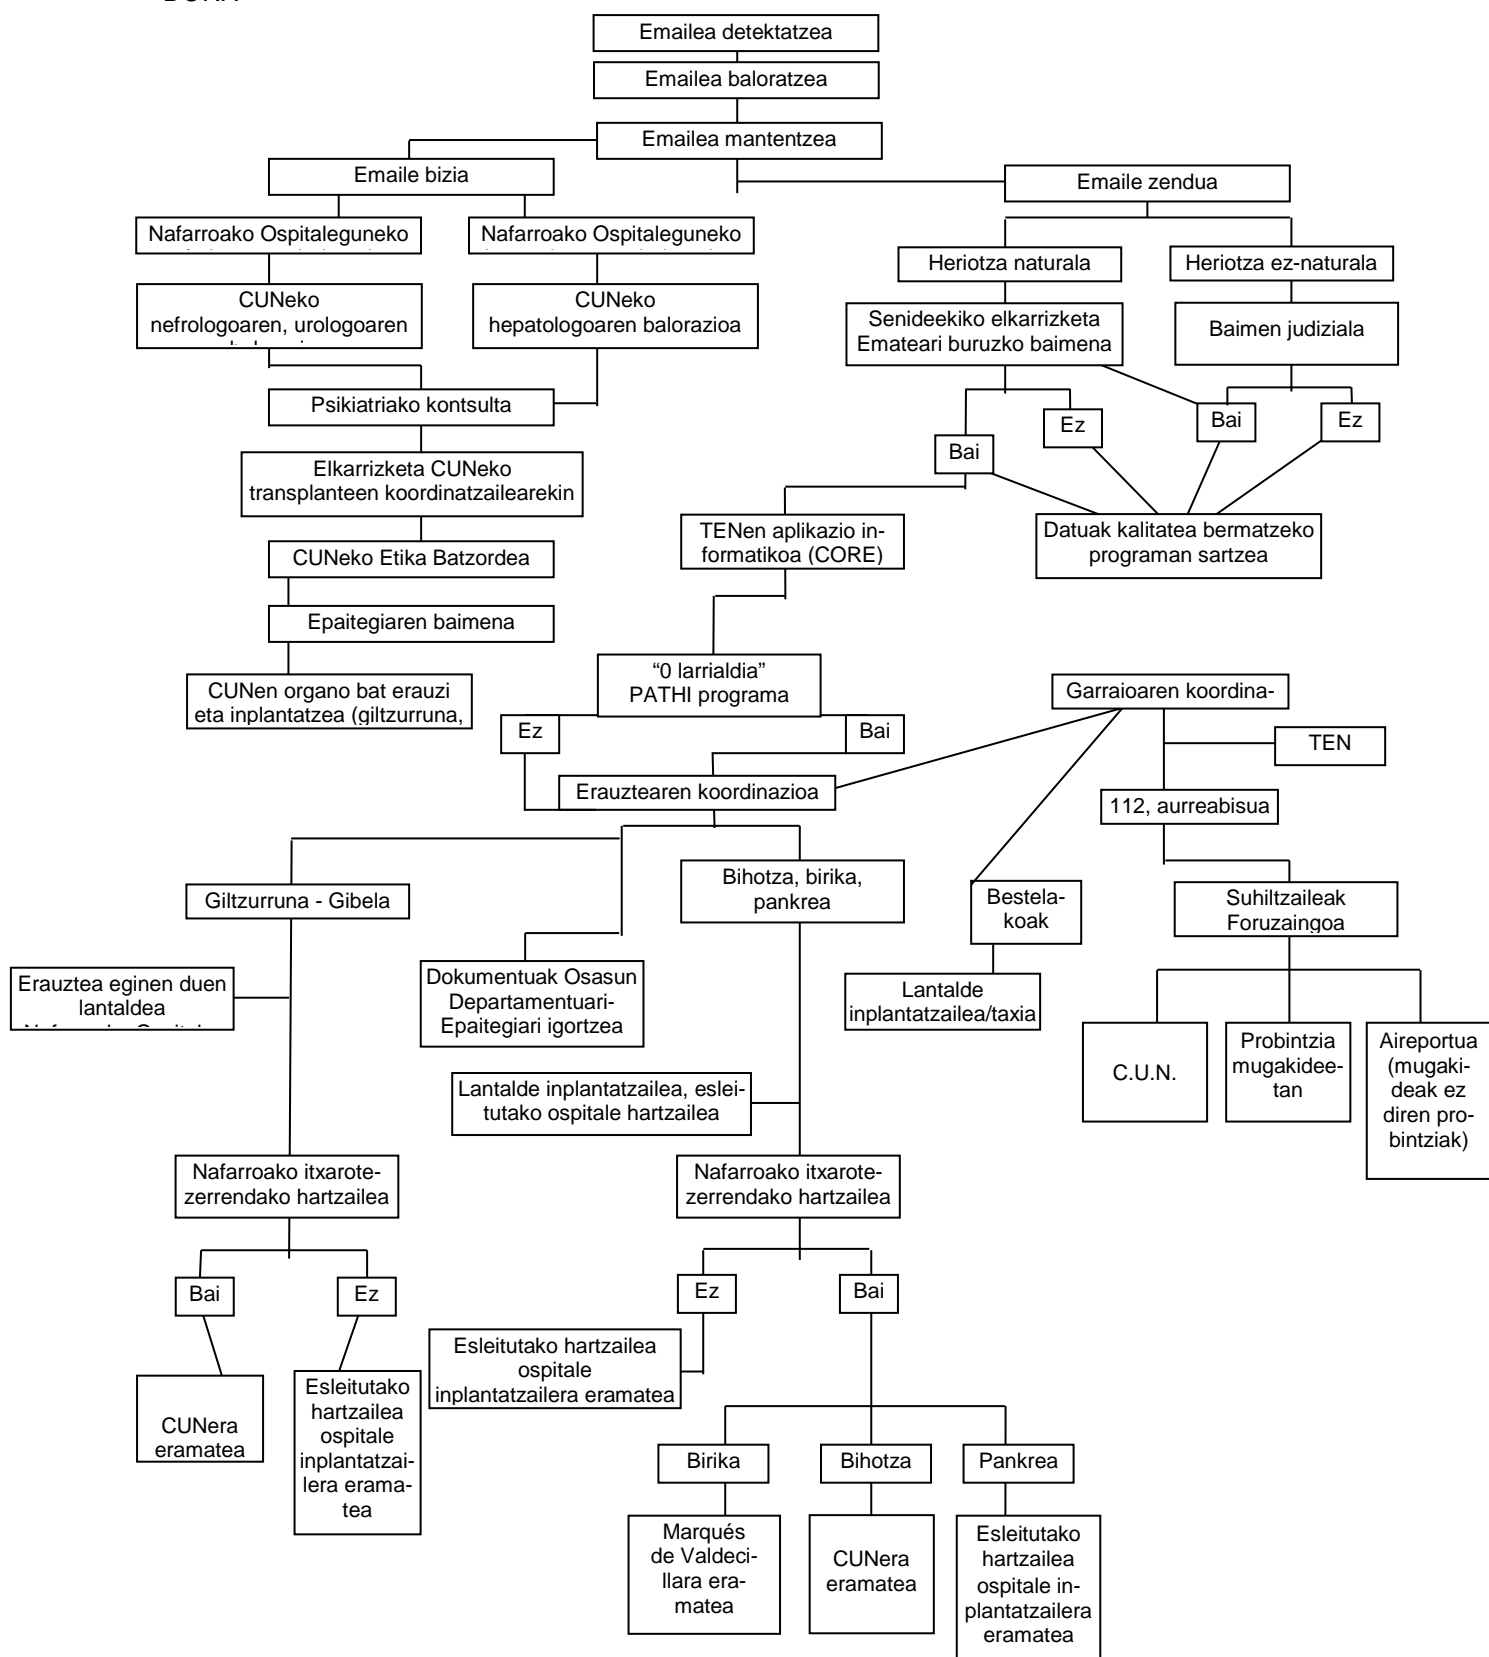 Emailea detektatzea
Emailea baloratzea
Emailea mantentzea
Emaile bizia
Emaile zendua
Nafarroako Ospitaleguneko
Nafarroako Ospitaleguneko
Heriotza naturala
Heriotza ez-naturala
CUNeko
nefrologoaren, urologoaren
CUNeko
hepatologoaren balorazioa
Senideekiko elkarrizketa
Emateari buruzko baimena
Baimen judiziala
Psikiatriako kontsulta
Bai
Ez
Bai
Ez
Elkarrizketa CUNeko
transplanteen koordinatzailearekin
TENen aplikazio in-
formatikoa (CORE)
Datuak kalitatea bermatzeko
programan sartzea
CUNeko Etika Batzordea
Epaitegiaren baimena
CUNen organo bat erauzi
eta inplantatzea (giltzurruna,
“0 larrialdia”
PATHI programa
Garraioaren koordina-
Ez
Bai
TEN
Erauztearen koordinazioa
112, aurreabisua
Giltzurruna - Gibela
Bihotza, birika,
pankrea
Bestela-
koak
Suhiltzaileak
Foruzaingoa
Erauztea eginen duen
lantaldea
Dokumentuak Osasun
Departamentuari-
Epaitegiari igortzea
Lantalde
inplantatzailea/taxia
C.U.N.
Probintzia
mugakidee-
tan
Aireportua
(mugaki-
deak ez
diren pro-
bintziak)
Lantalde inplantatzailea, eslei-
tutako ospitale hartzailea
Nafarroako itxarote-
zerrendako hartzailea
Nafarroako itxarote-
zerrendako hartzailea
Bai
Ez
Ez
Bai
Esleitutako hartzailea
ospitale
inplantatzailera eramatea
CUNera
eramatea
Esleitutako
hartzailea
ospitale
inplantatzai-
lera erama-
tea
Birika
Bihotza
Pankrea
Marqués
de Valdeci-
llara era-
matea
CUNera
eramatea
Esleitutako
hartzailea
ospitale in-
plantatzailera
eramatea